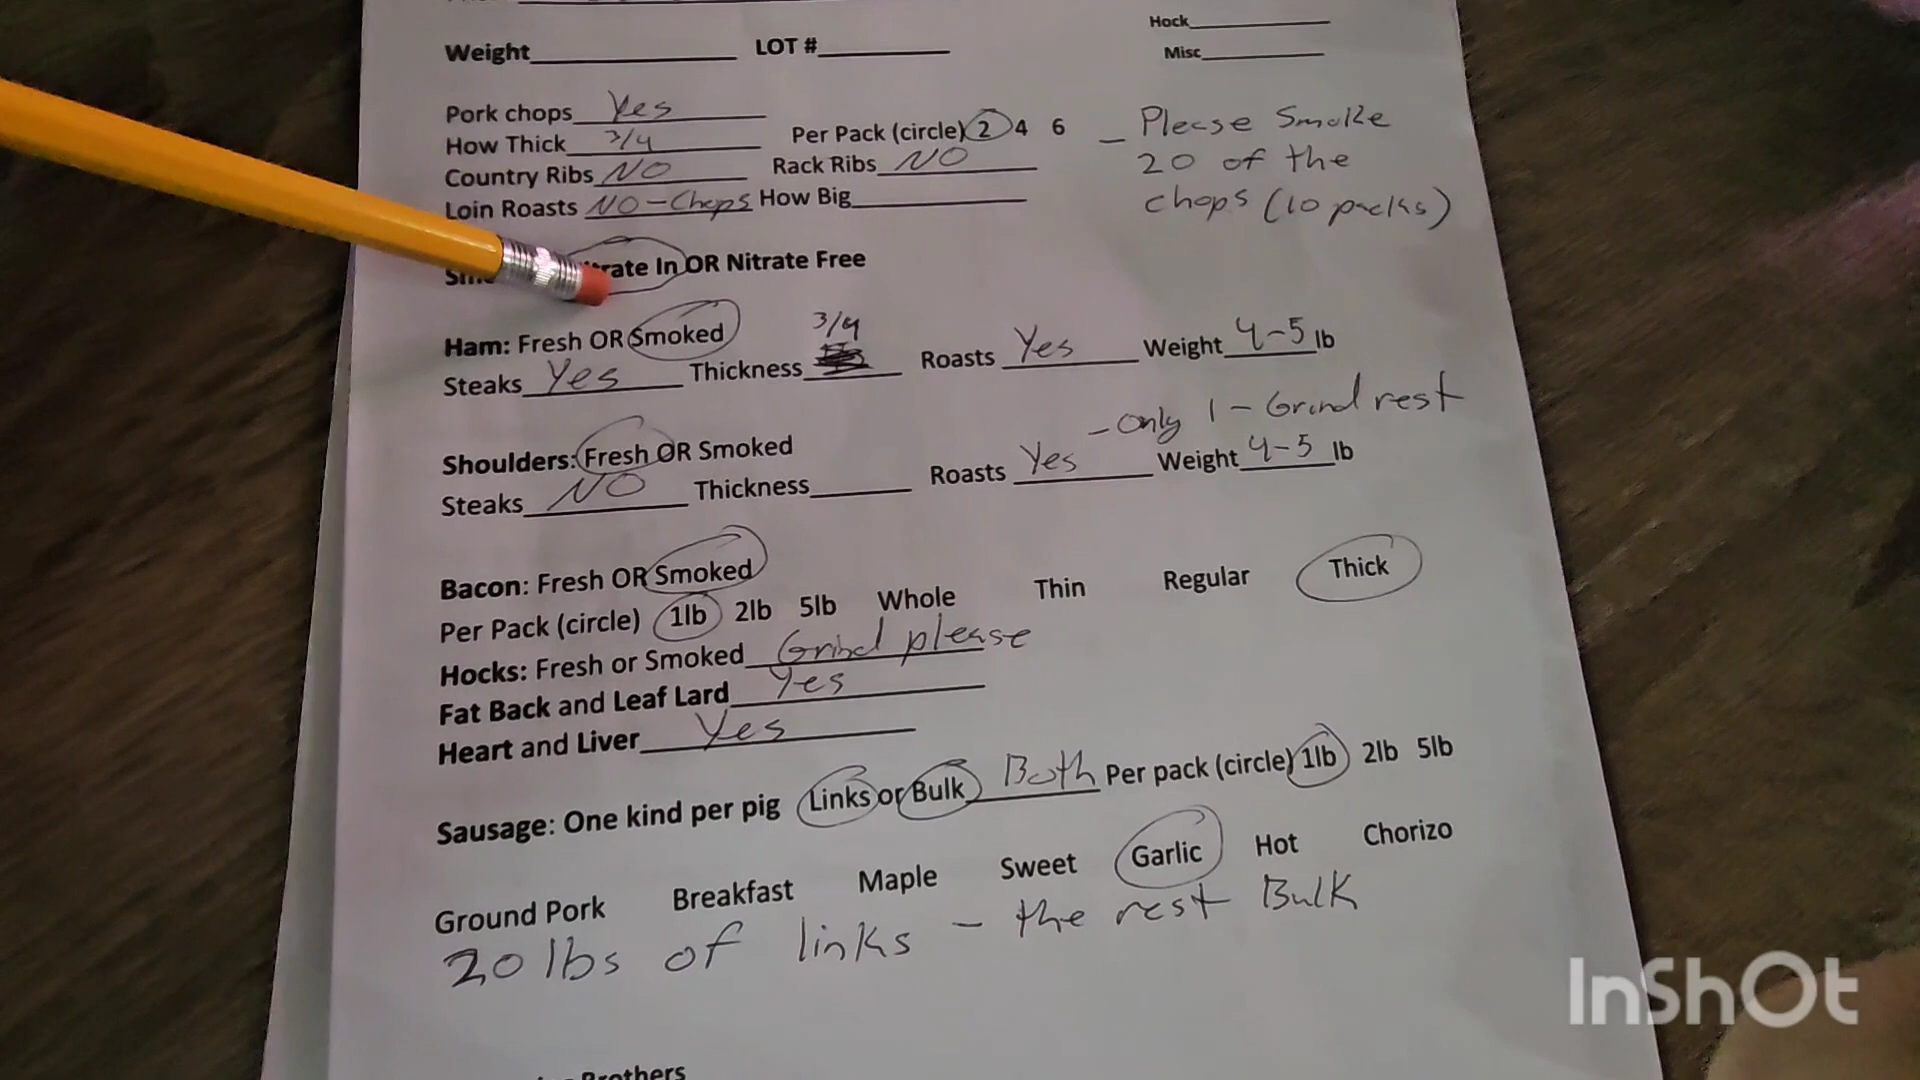 Hock
Weight LOT #
Misc
Pork chops Yes
How Thick 3/4 Per Pack (circle) 2 4 6
Country Ribs NO Rack Ribs NO
Loin Roasts NO - Chops How Big
- Please Smoke
20 of the
chops (10 packs)
In OR Nitrate Free
Ham: Fresh OR Smoked
Steaks Yes Thickness 3/4 Roasts Yes Weight 4-5 lb
- Only 1 - Grind rest
Shoulders: Fresh OR Smoked
Steaks NO Thickness Roasts Yes Weight 4-5 lb
Bacon: Fresh OR Smoked
Per Pack (circle) 1lb 2lb 5lb Whole Thin Regular Thick
Hocks: Fresh or Smoked Grind please
Fat Back and Leaf Lard Yes
Heart and Liver Yes
Sausage: One kind per pig Links or Bulk Both Per pack (circle) 1lb 2lb 5lb
Ground Pork Breakfast Maple Sweet Garlic Hot Chorizo
20 lbs of links - the rest Bulk
Brothers
InShOt